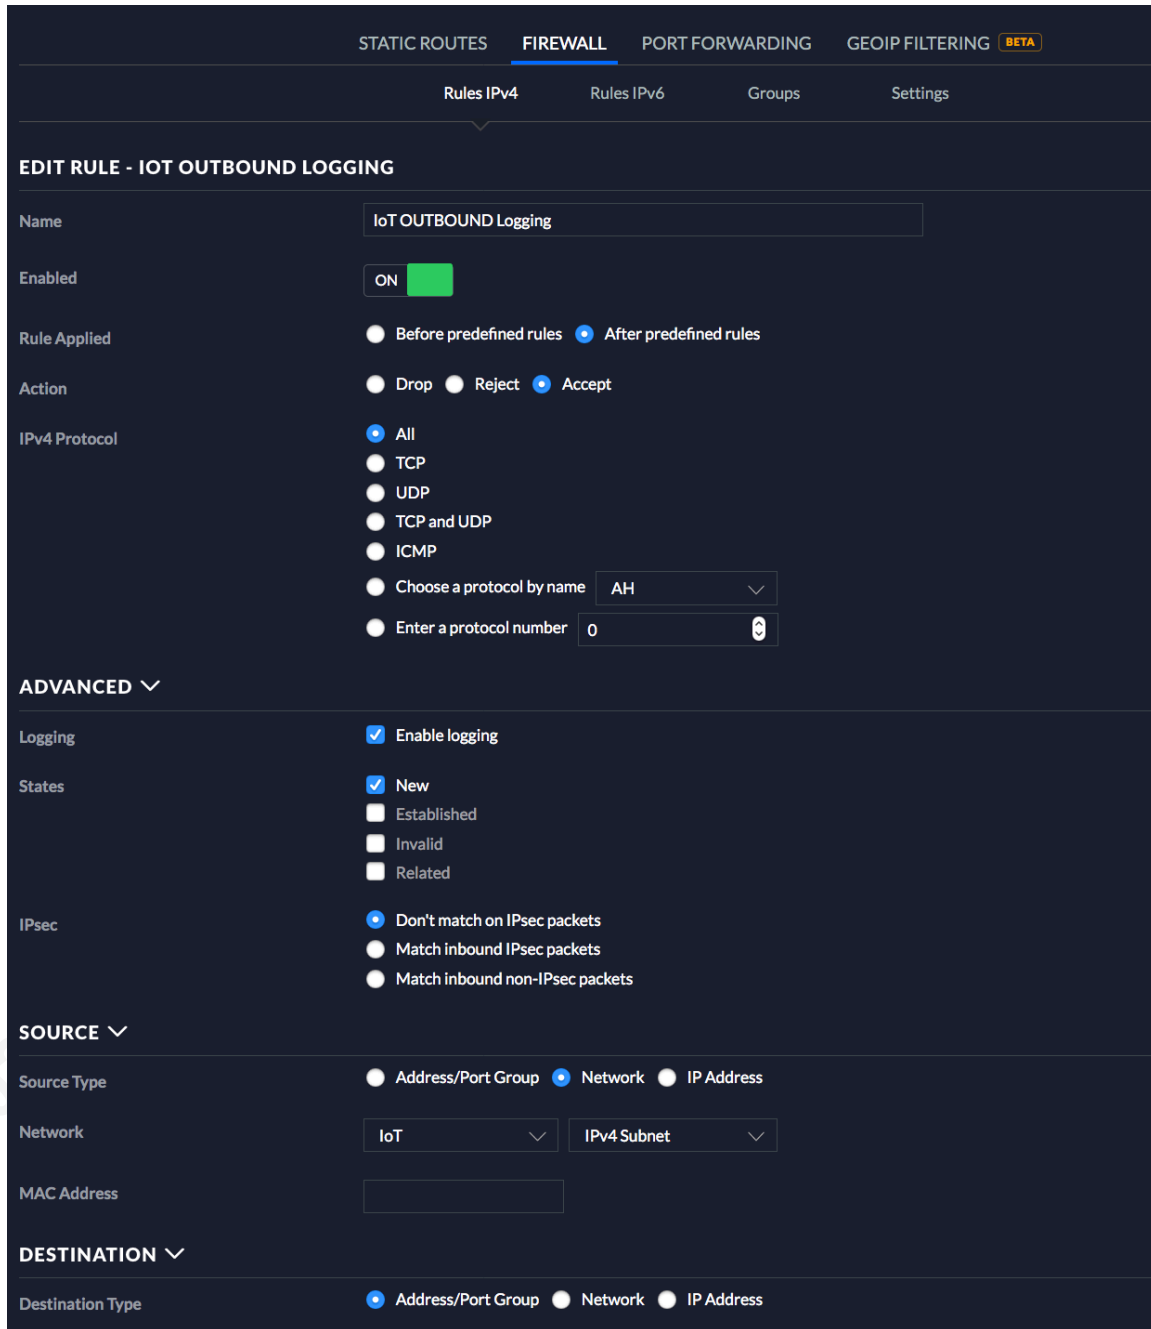 STATIC ROUTES FIREWALL PORT FORWARDING GEOIP FILTERING BETA
Rules IPv4 Rules IPv6 Groups Settings
EDIT RULE - IOT OUTBOUND LOGGING
Name IoT OUTBOUND Logging
Enabled ON
Rule Applied Before predefined rules After predefined rules
Action Drop Reject Accept
IPv4 Protocol All
TCP
UDP
TCP and UDP
ICMP
Choose a protocol by name AH
Enter a protocol number 0
ADVANCED
Logging Enable logging
States New
Established
Invalid
Related
IPsec Don't match on IPsec packets
Match inbound IPsec packets
Match inbound non-IPsec packets
SOURCE
Source Type Address/Port Group Network IP Address
Network IoT IPv4 Subnet
MAC Address
DESTINATION
Destination Type Address/Port Group Network IP Address